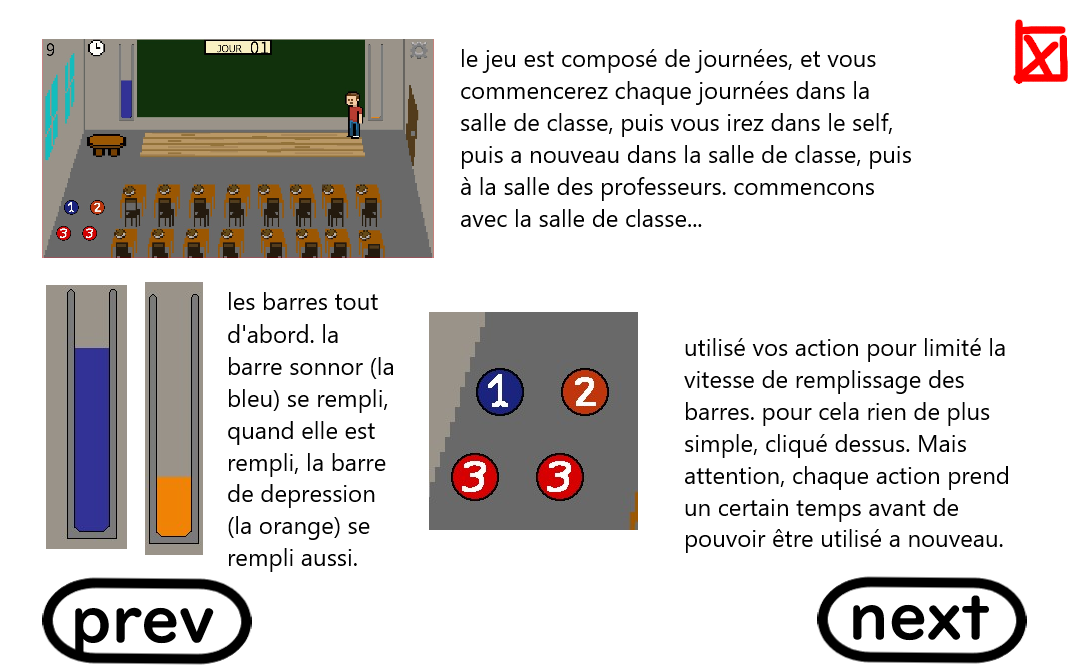 9
JOUR 01
1 2
3 3
le jeu est composé de journées, et vous
commencerez chaque journées dans la
salle de classe, puis vous irez dans le self,
puis a nouveau dans la salle de classe, puis
à la salle des professeurs. commencons
avec la salle de classe...
les barres tout
d'abord. la
barre sonnor (la
bleu) se rempli,
quand elle est
rempli, la barre
de depression
(la orange) se
rempli aussi.
1 2
3 3
utilisé vos action pour limité la
vitesse de remplissage des
barres. pour cela rien de plus
simple, cliqué dessus. Mais
attention, chaque action prend
un certain temps avant de
pouvoir être utilisé a nouveau.
prev
next